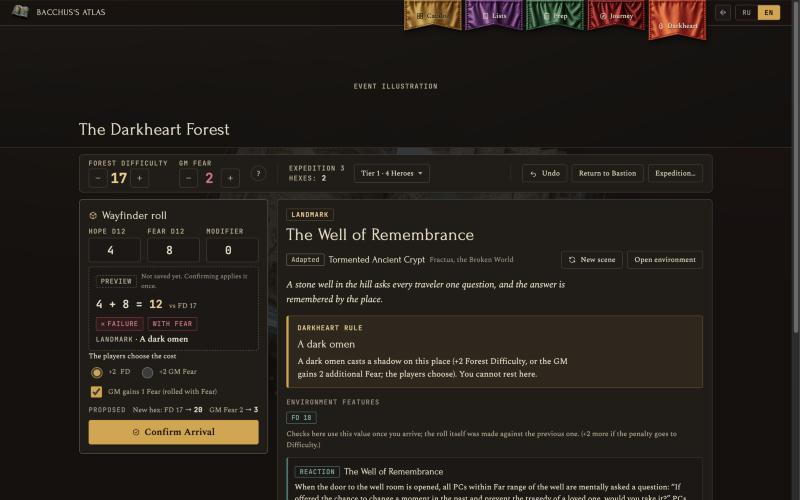 BACCHUS'S ATLAS
Lists
Prep
Journey
Darkheart
RU
EN
EVENT ILLUSTRATION
The Darkheart Forest
FOREST DIFFICULTY
GM FEAR
− 17 +
− 2 +
?
EXPEDITION 3
HEXES: 2
Tier 1 · 4 Heroes
Undo
Return to Bastion
Expedition…
Wayfinder roll
HOPE D12
FEAR D12
MODIFIER
4
8
0
PREVIEW
Not saved yet. Confirming applies it
once.
4 + 8 = 12 vs FD 17
× FAILURE
WITH FEAR
LANDMARK · A dark omen
The players choose the cost
+2 FD
+2 GM Fear
GM gains 1 Fear (rolled with Fear)
PROPOSED New hex: FD 17 → 20 GM Fear 2 → 3
Confirm Arrival
LANDMARK
The Well of Remembrance
Adapted Tormented Ancient Crypt Fractus, the Broken World
New scene
Open environment
A stone well in the hill asks every traveler one question, and the answer is
remembered by the place.
DARKHEART RULE
A dark omen
A dark omen casts a shadow on this place (+2 Forest Difficulty, or the GM
gains 2 additional Fear; the players choose). You cannot rest here.
ENVIRONMENT FEATURES
FD 18
Checks here use this value once you arrive; the roll itself was made against the previous one. (+2 more if the penalty goes to
Difficulty.)
REACTION The Well of Remembrance
When the door to the well room is opened, all PCs within Far range of the well are mentally asked a question: “If
offered the chance to change a moment in the past and prevent the tragedy of a loved one, would you take it?” PCs